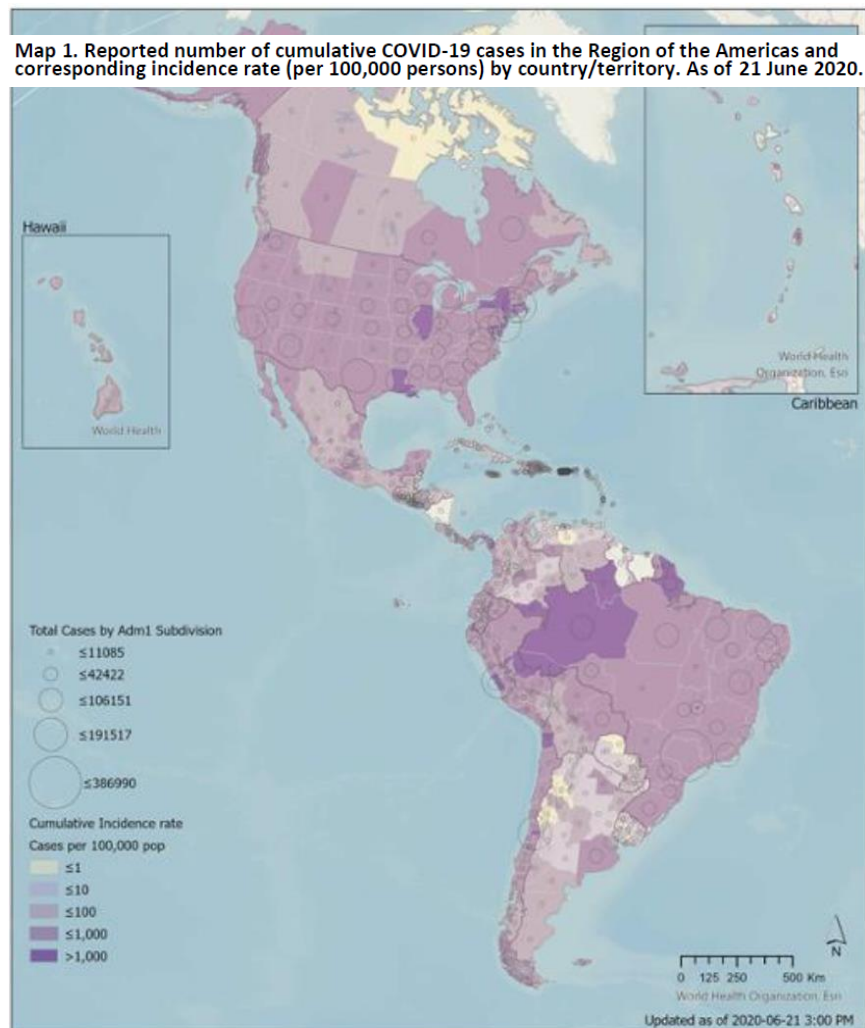 Map 1. Reported number of cumulative COVID-19 cases in the Region of the Americas and
corresponding incidence rate (per 100,000 persons) by country/territory. As of 21 June 2020.
Hawaii
World Health
World Health
Organization, Esri
Caribbean
Total Cases by Adm1 Subdivision
≤11085
≤42422
≤106151
≤191517
≤386990
Cumulative Incidence rate
Cases per 100,000 pop
≤1
≤10
≤100
≤1,000
>1,000
N
0 125 250 500 Km
World Health Organization, Esri
Updated as of 2020-06-21 3:00 PM